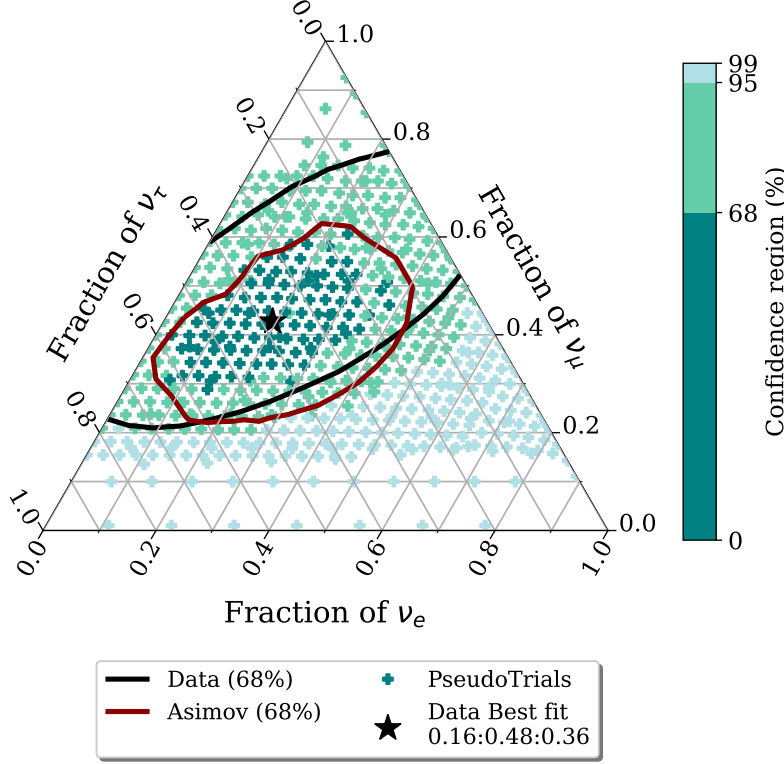 0.0
1.0
0.2
0.8
0.4
0.6
0.6
0.4
0.8
0.2
1.0
0.0
0.0
0.2
0.4
0.6
0.8
1.0
Fraction of ντ
Fraction of νμ
Fraction of νe
99
95
68
0
Confidence region (%)
Data (68%)
Asimov (68%)
PseudoTrials
Data Best fit
0.16:0.48:0.36